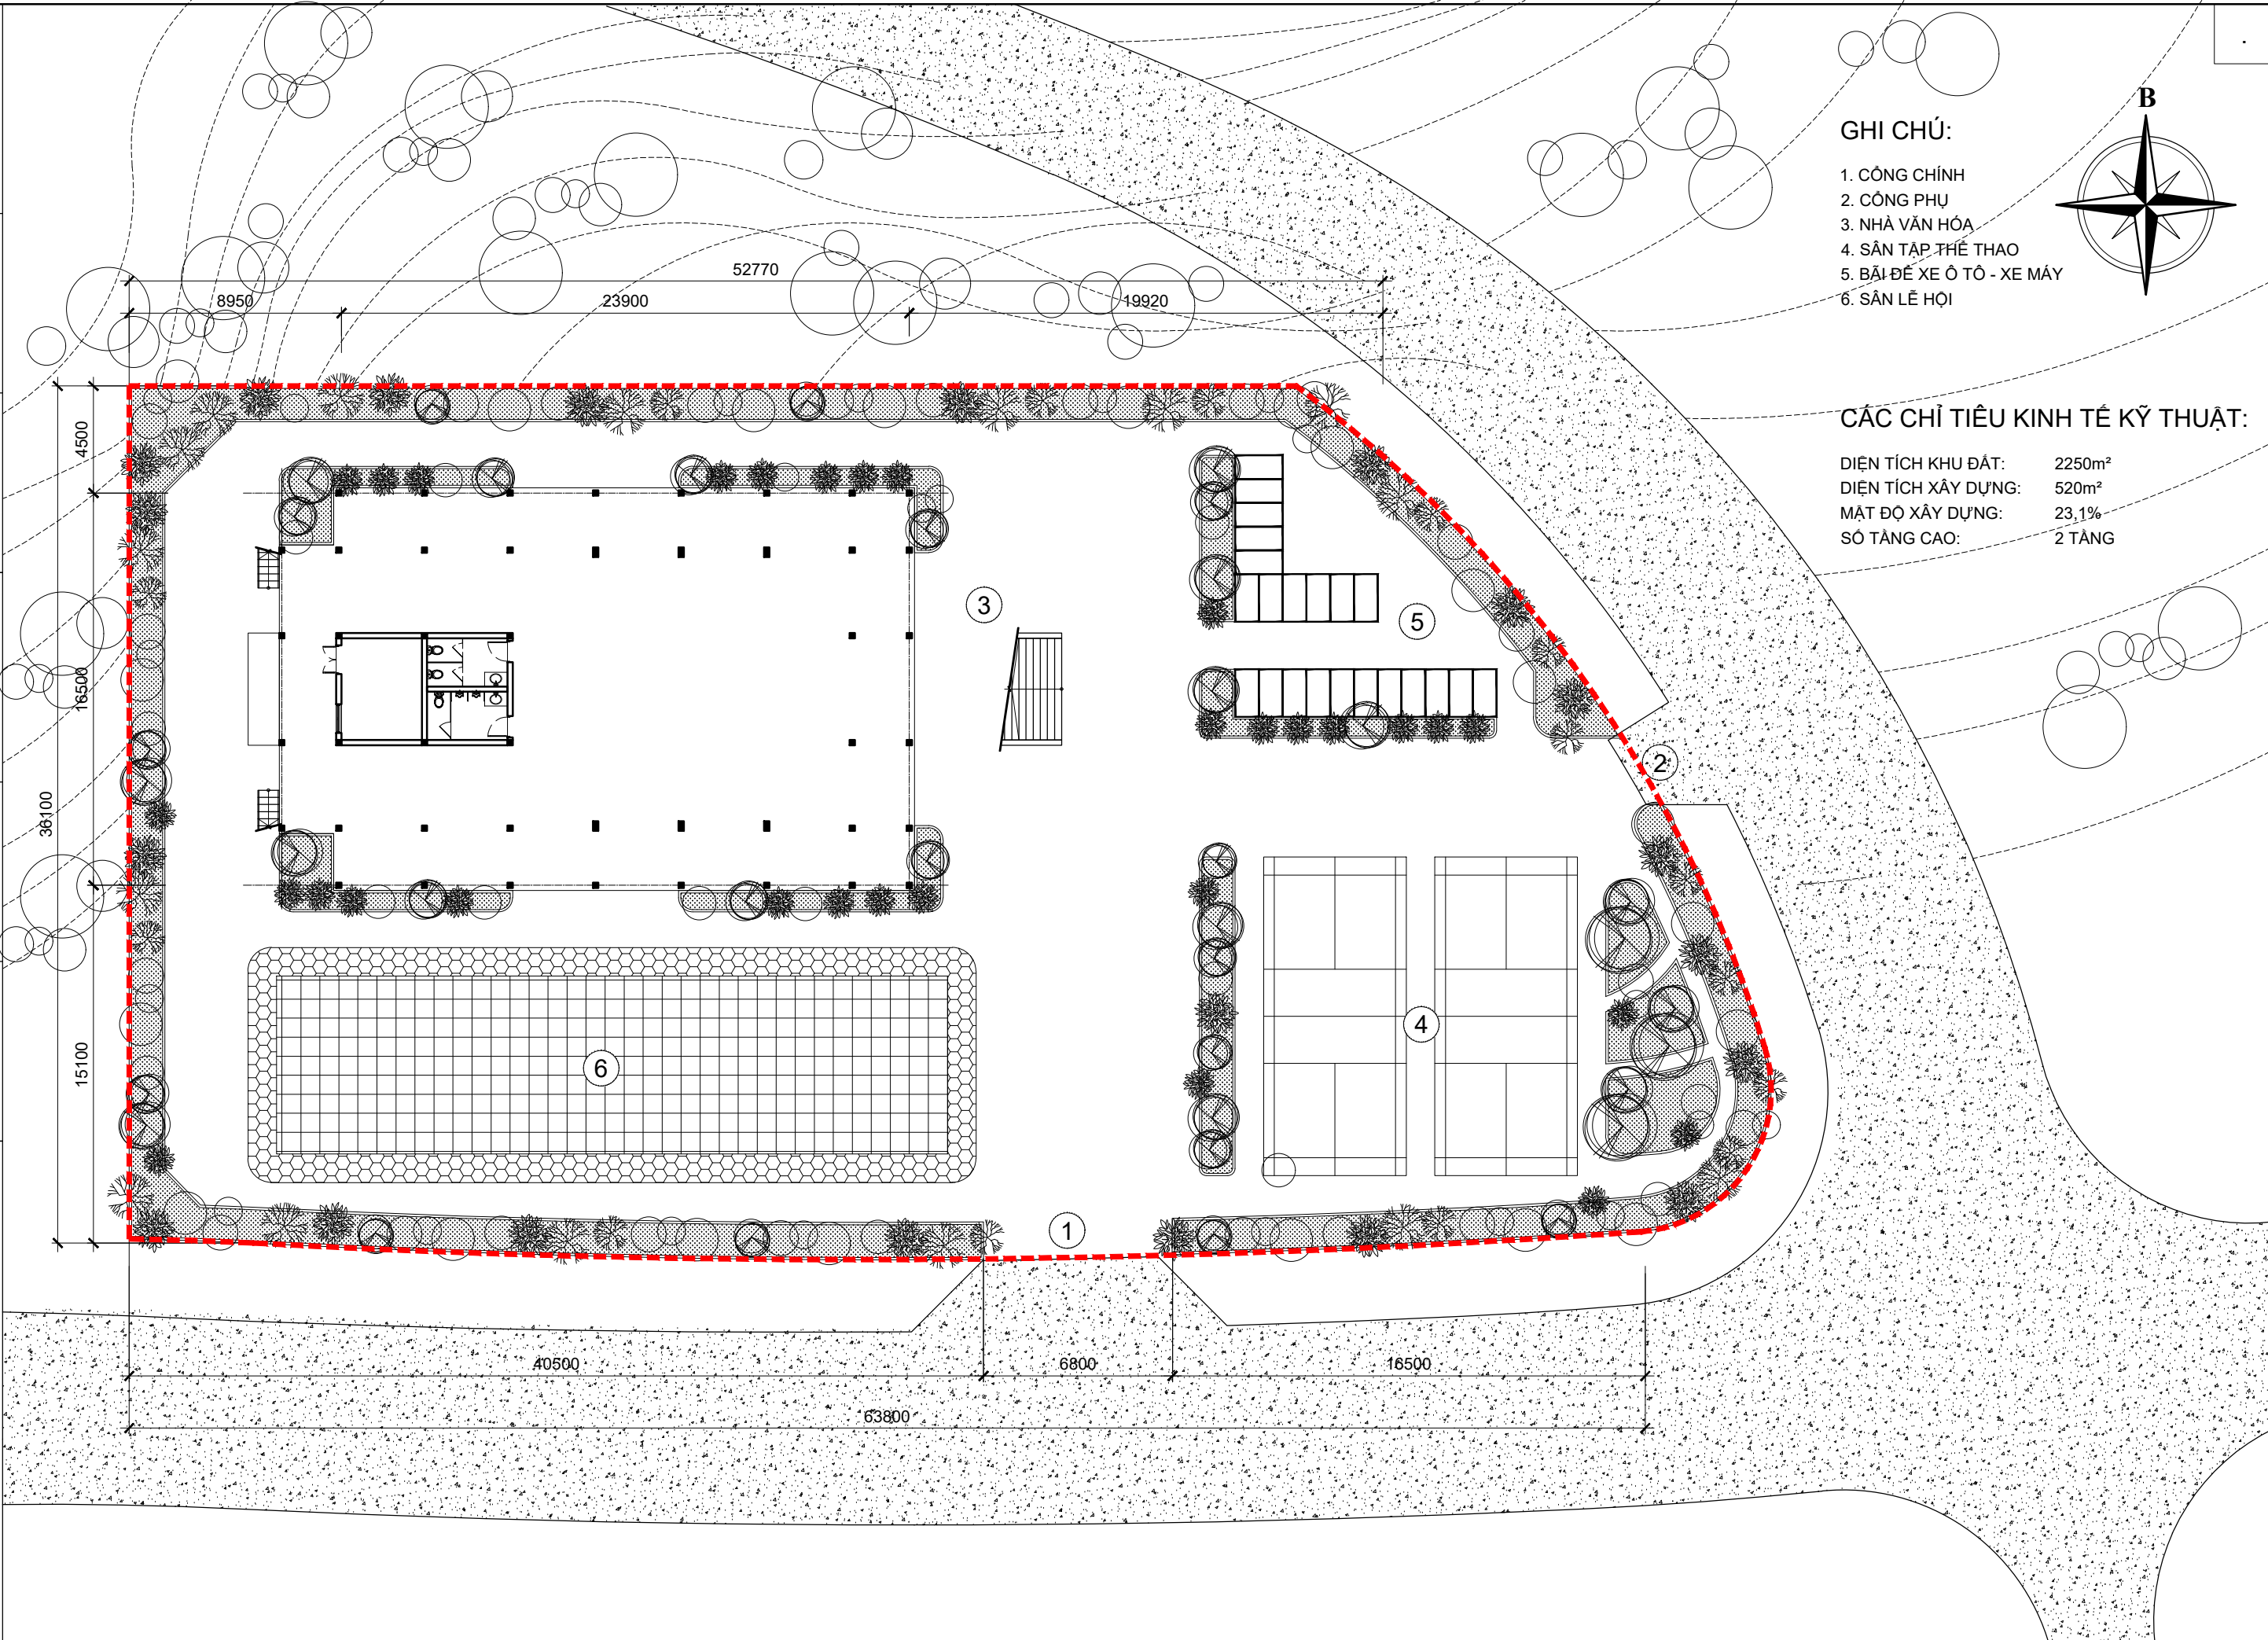 B
GHI CHÚ:
1. CỔNG CHÍNH
2. CỔNG PHỤ
3. NHÀ VĂN HÓA
4. SÂN TẬP THỂ THAO
5. BÃI ĐỂ XE Ô TÔ - XE MÁY
6. SÂN LỄ HỘI
52770
8950 23900 19920
CÁC CHỈ TIÊU KINH TẾ KỸ THUẬT:
DIỆN TÍCH KHU ĐẤT: 2250m²
DIỆN TÍCH XÂY DỰNG: 520m²
MẬT ĐỘ XÂY DỰNG: 23,1%
SỐ TẦNG CAO: 2 TẦNG
4500
16500
15100
36100
3
5
2
4
6
1
40500 6800 16500
63800